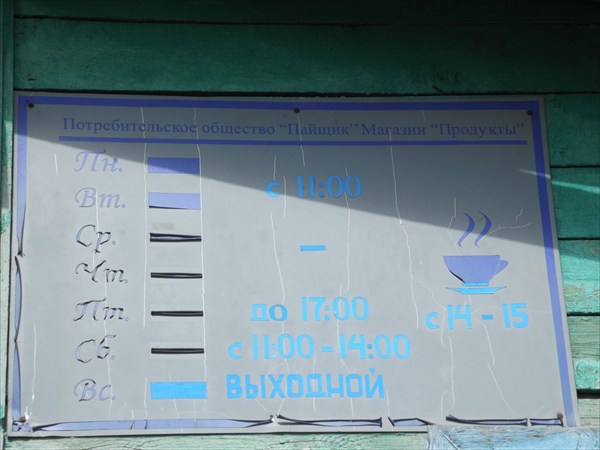 Потребительское общество "Пайщик" Магазин "Продукты"
Пн.
Вт. с 11:00
Ср. –
Чт.
Пт. до 17:00 с 14 - 15
Сб. с 11:00 - 14:00
Вс. ВЫХОДНОЙ